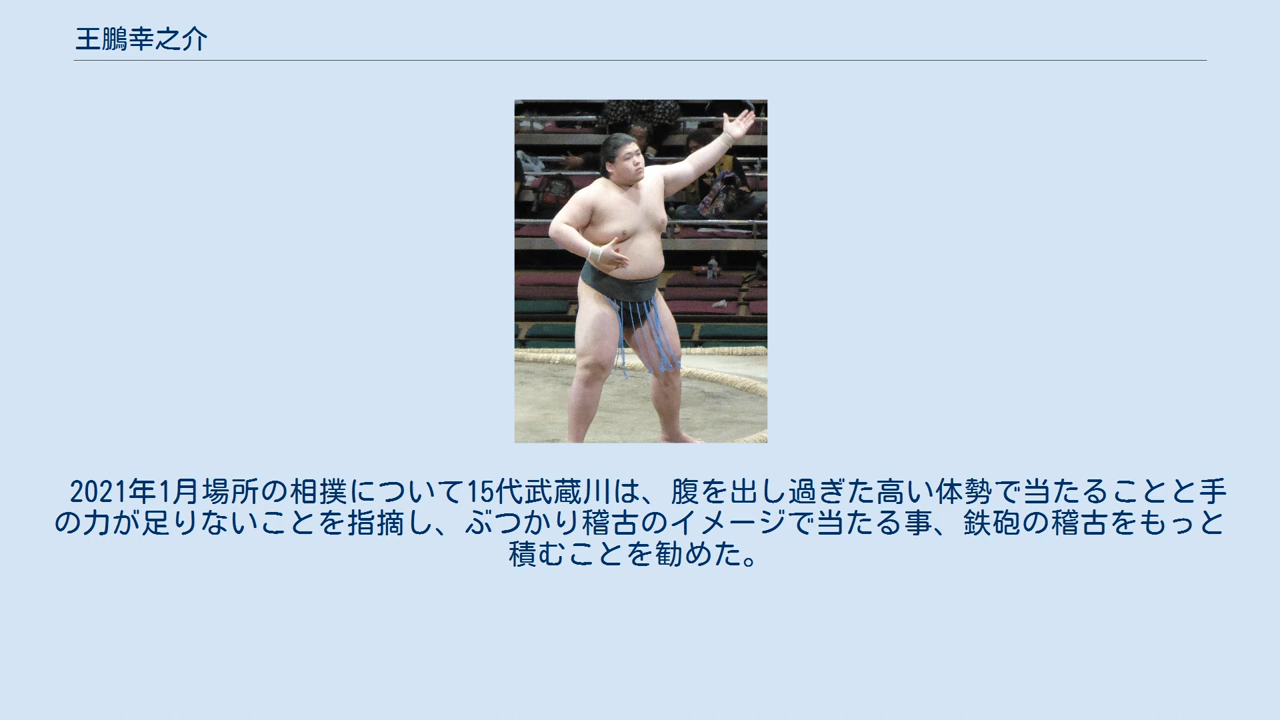 王鵬幸之介
2021年1月場所の相撲について15代武蔵川は、腹を出し過ぎた高い体勢で当たることと手
の力が足りないことを指摘し、ぶつかり稽古のイメージで当たる事、鉄砲の稽古をもっと
積むことを勧めた。